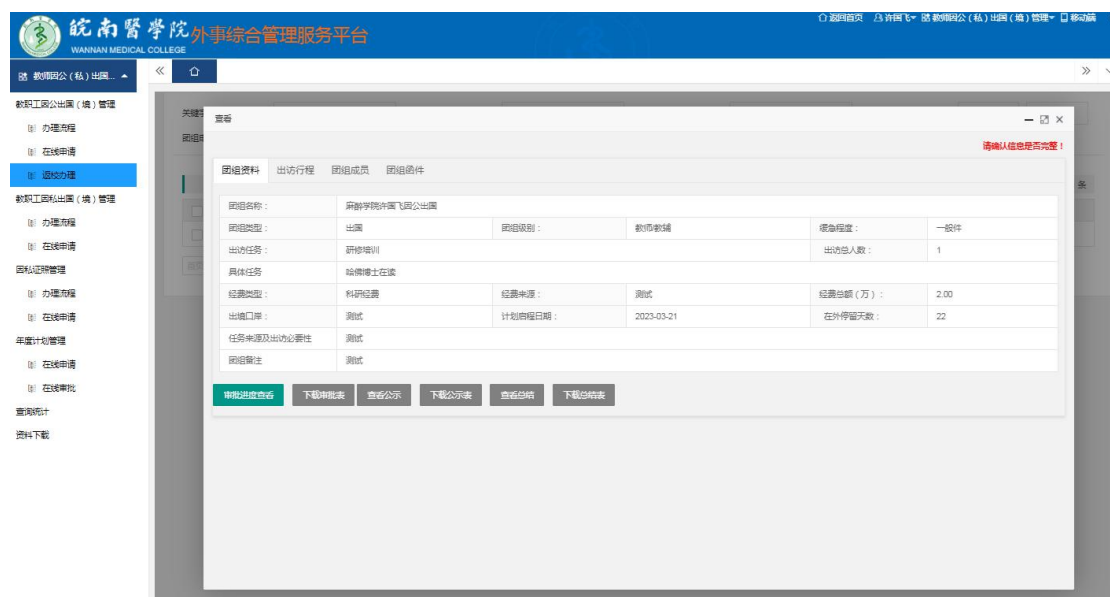 皖南醫學院外事综合管理服务平台
WANNAN MEDICAL COLLEGE
返回首页 许国飞 教师因公（私）出国（境）管理 移动端
教师因公（私）出国...
教职工因公出国（境）管理
办理流程
在线申请
返校办理
教职工因私出国（境）管理
办理流程
在线申请
因私证照管理
办理流程
在线申请
年度计划管理
在线申请
在线审批
查询统计
资料下载
关键字
条
查看
请确认信息是否完整！
团组资料 出访行程 团组成员 团组函件
团组名称： 麻醉学院许国飞因公出国
团组类型： 出国 团组级别： 教师/教辅 缓急程度： 一般件
出访任务： 研修培训 出访总人数： 1
具体任务 哈佛博士在读
经费类型： 科研经费 经费来源： 测试 经费总额（万）： 2.00
出境口岸： 测试 计划启程日期： 2023-03-21 在外停留天数： 22
任务来源及出访必要性 测试
团组备注 测试
审批进度查看 下载审批表 查看公示 下载公示表 查看总结 下载总结表